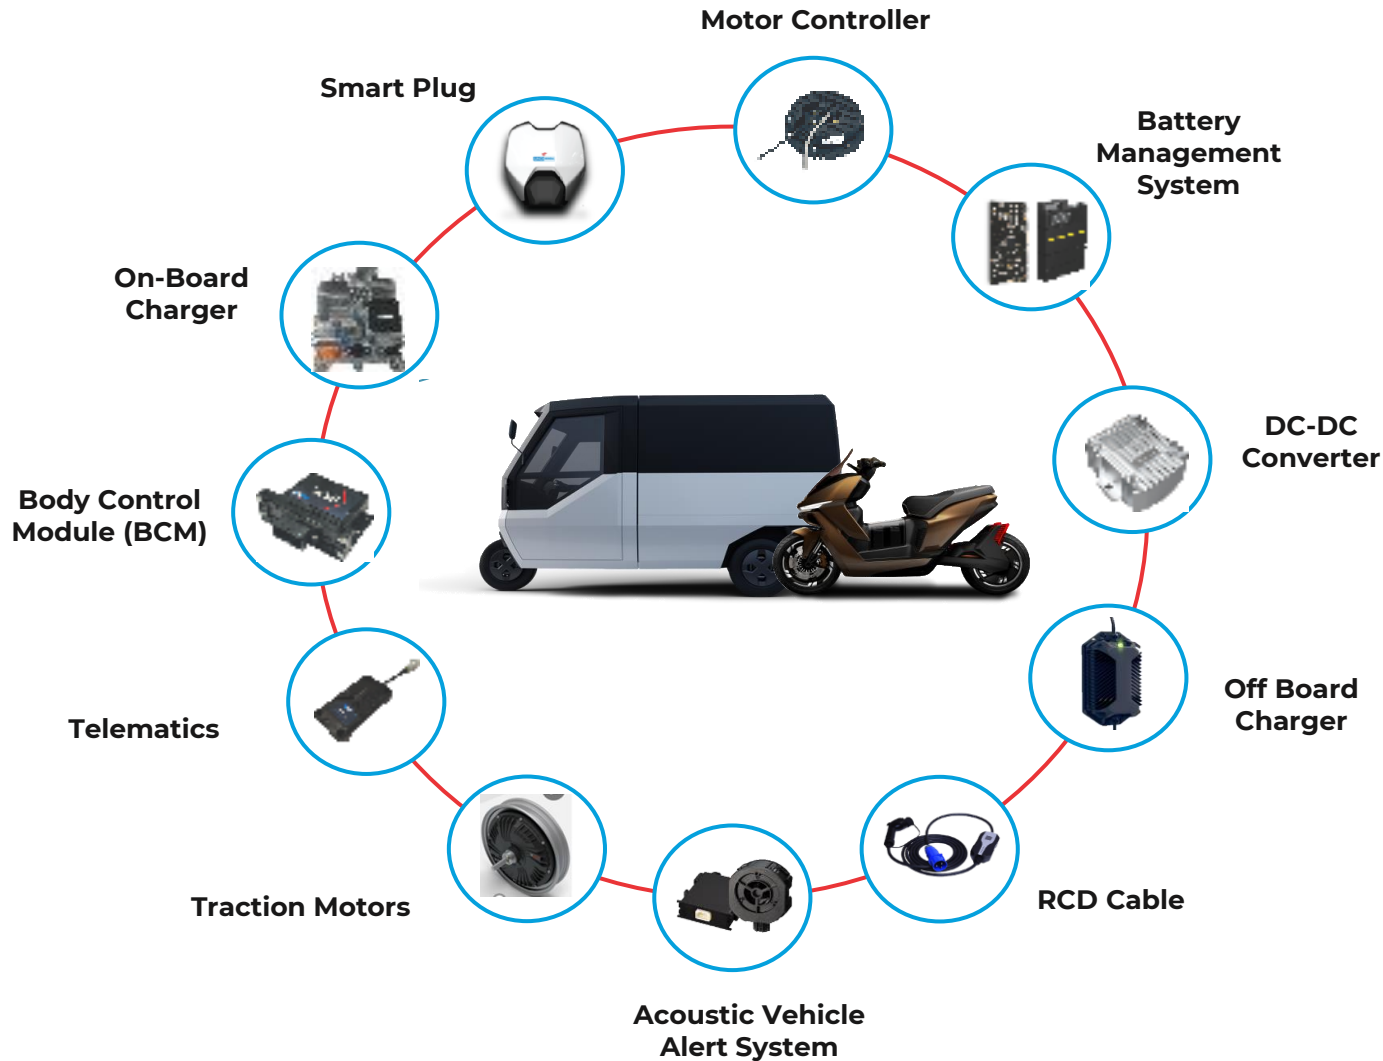 Motor Controller
Smart Plug
Battery
Management
System
On-Board
Charger
DC-DC
Converter
Body Control
Module (BCM)
Off Board
Charger
Telematics
RCD Cable
Traction Motors
Acoustic Vehicle
Alert System